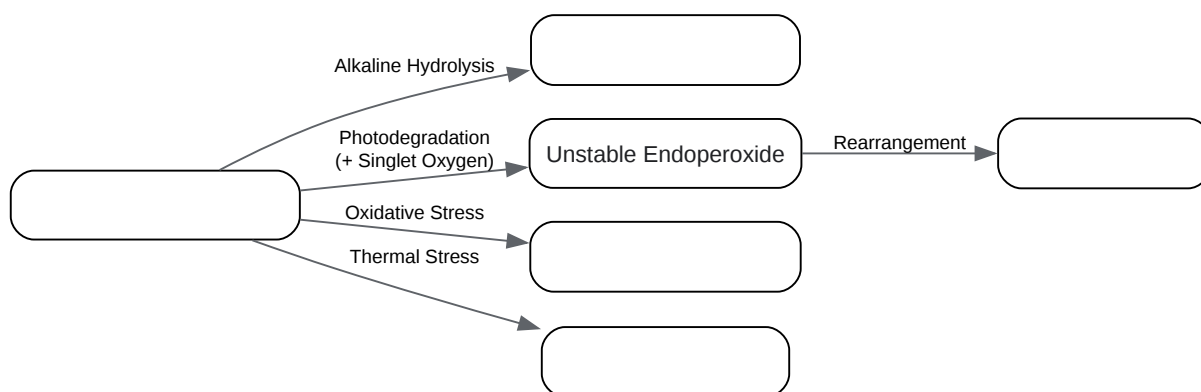 Alkaline Hydrolysis
Photodegradation
(+ Singlet Oxygen)
Unstable Endoperoxide
Rearrangement
Oxidative Stress
Thermal Stress